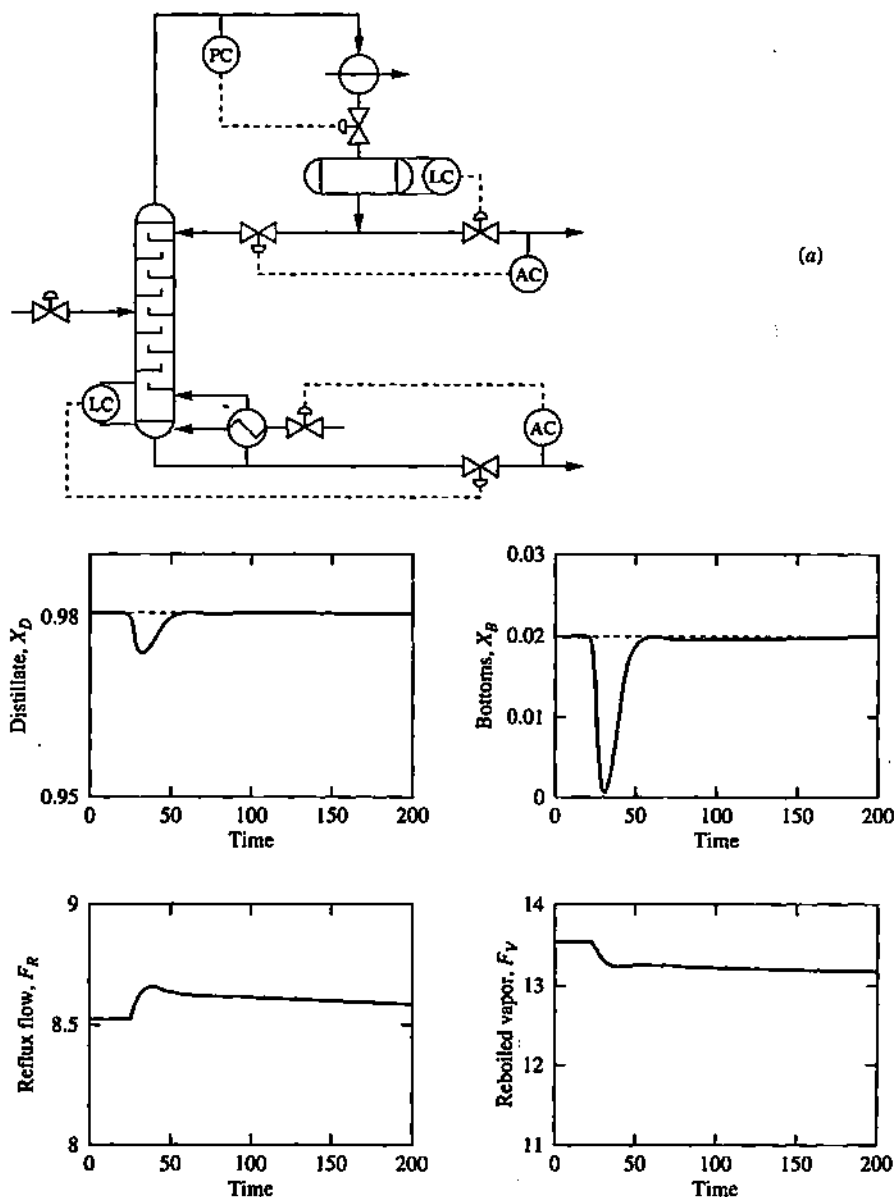 PC
LC
(a)
AC
LC
AC
Distillate, X_D
0.98
0.95
0 50 100 150 200
Time
Bottoms, X_B
0.03
0.02
0.01
0
0 50 100 150 200
Time
Reflux flow, F_R
9
8.5
8
0 50 100 150 200
Time
Reboiled vapor, F_V
14
13
12
11
0 50 100 150 200
Time